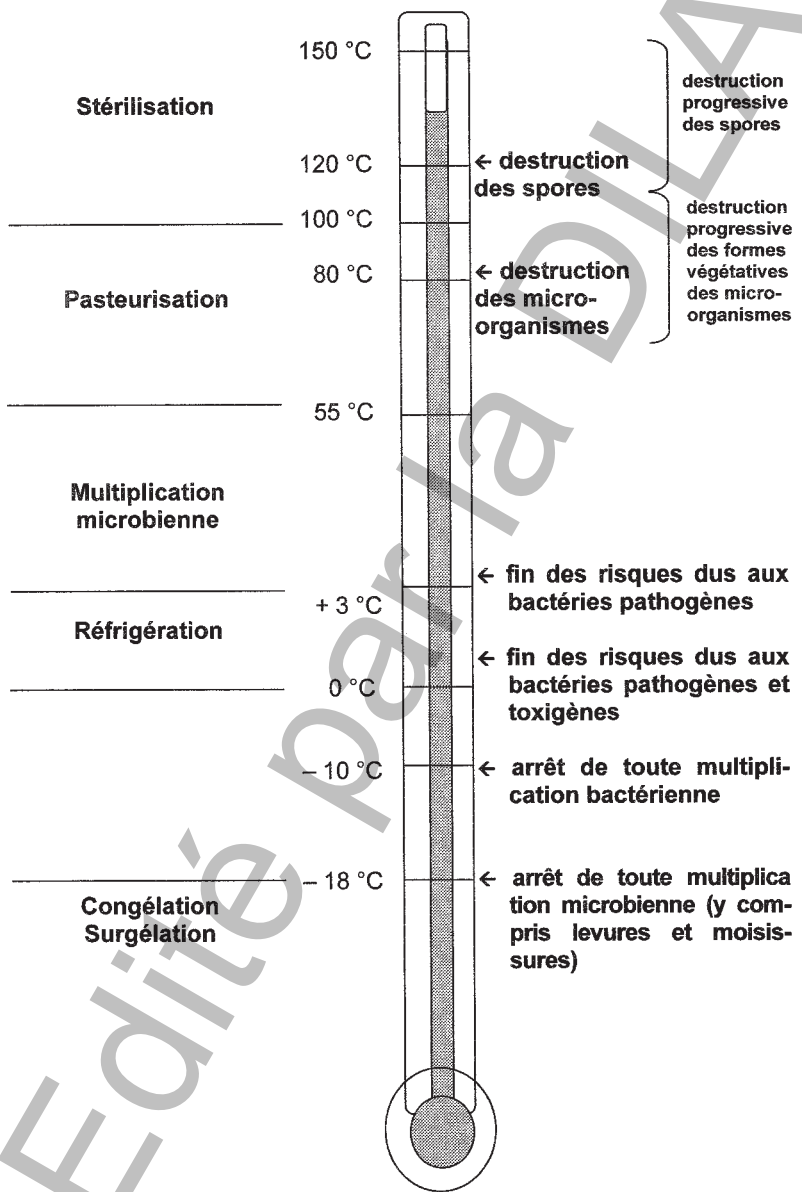 150 °C
destruction
progressive
des spores
Stérilisation
120 °C
← destruction
des spores
100 °C
destruction
progressive
des formes
végétatives
des micro-
organismes
80 °C
← destruction
des micro-
organismes
Pasteurisation
55 °C
Multiplication
microbienne
← fin des risques dus aux
bactéries pathogènes
+ 3 °C
Réfrigération
← fin des risques dus aux
bactéries pathogènes et
toxigènes
0 °C
– 10 °C
← arrêt de toute multipli-
cation bactérienne
– 18 °C
← arrêt de toute multiplica
tion microbienne (y com-
pris levures et moisis-
sures)
Congélation
Surgélation
Edité par la DILA